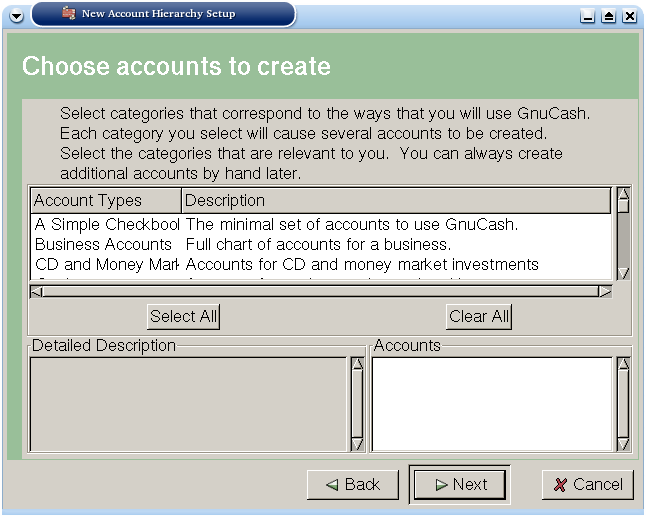 New Account Hierarchy Setup
Choose accounts to create
Select categories that correspond to the ways that you will use GnuCash.
Each category you select will cause several accounts to be created.
Select the categories that are relevant to you.  You can always create
additional accounts by hand later.
Account Types Description
A Simple Checkbool The minimal set of accounts to use GnuCash.
Business Accounts Full chart of accounts for a business.
CD and Money Mark Accounts for CD and money market investments
Select All Clear All
Detailed Description Accounts
Back Next Cancel